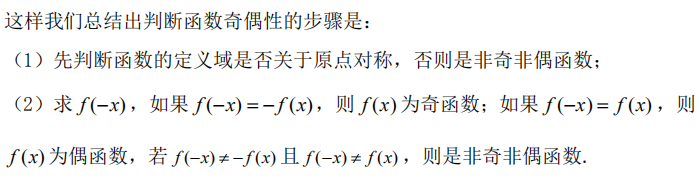 这样我们总结出判断函数奇偶性的步骤是：
（1）先判断函数的定义域是否关于原点对称，否则是非奇非偶函数；
（2）求 f(−x)，如果 f(−x)=−f(x)，则 f(x) 为奇函数；如果 f(−x)= f(x)，则
f(x) 为偶函数，若 f(−x)≠−f(x) 且 f(−x)≠ f(x)，则是非奇非偶函数.